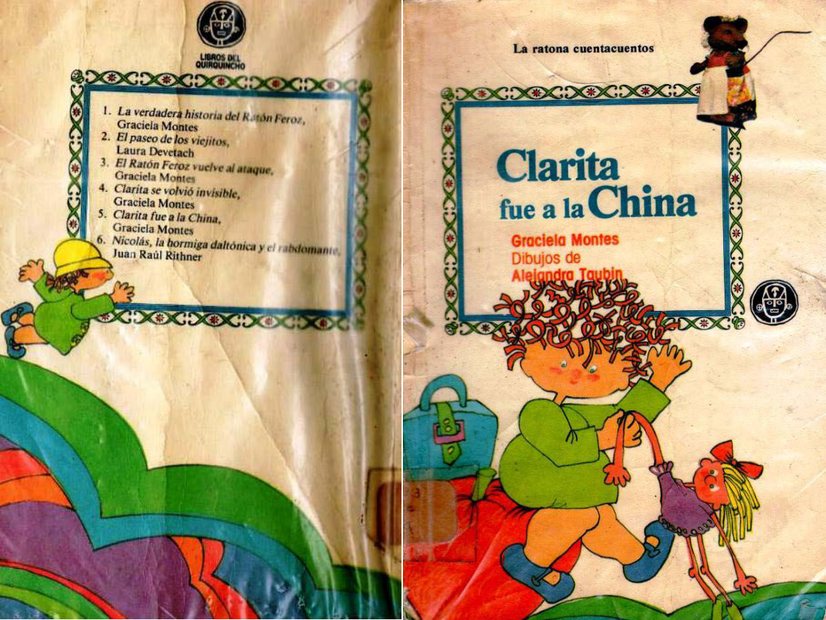 LIBROS DEL
QUIRQUINCHO
1. La verdadera historia del Ratón Feroz,
Graciela Montes
2. El paseo de los viejitos,
Laura Devetach
3. El Ratón Feroz vuelve al ataque,
Graciela Montes
4. Clarita se volvió invisible,
Graciela Montes
5. Clarita fue a la China,
Graciela Montes
6. Nicolás, la hormiga daltónica y el rabdomante,
Juan Raúl Rithner
La ratona cuentacuentos
Clarita
fue a la China
Graciela Montes
Dibujos de
Alejandra Taubin